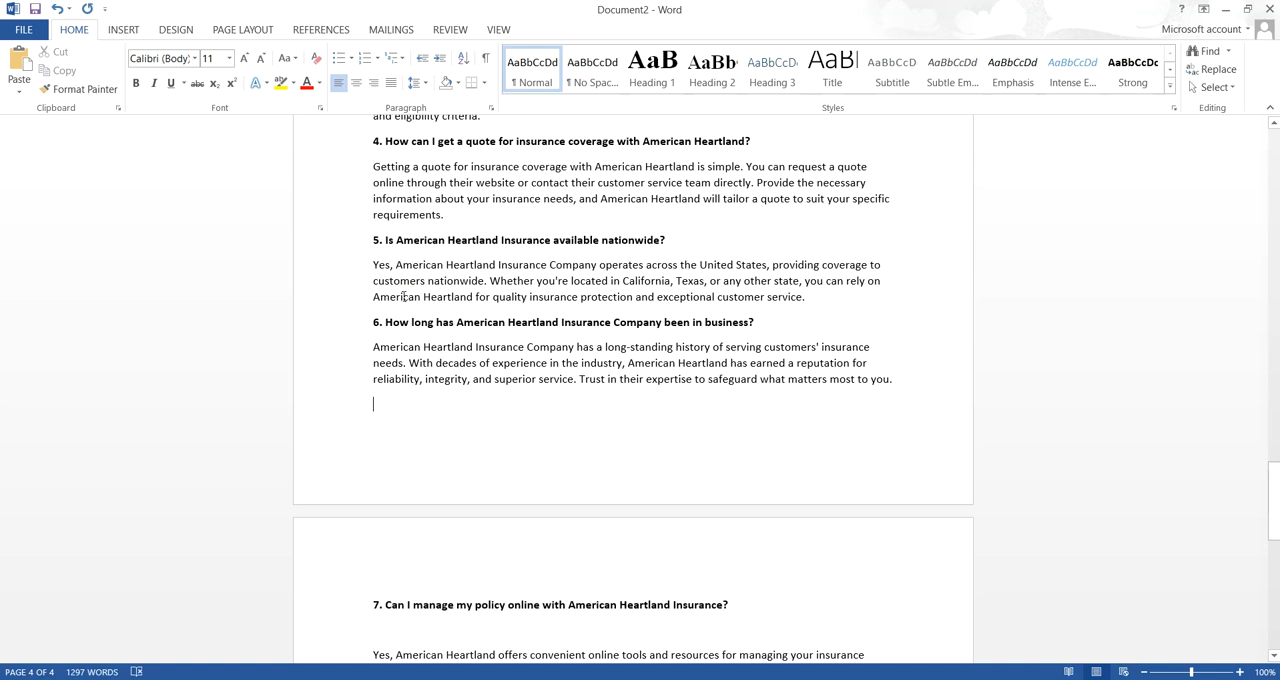 Document2 - Word
?
Microsoft account
FILE HOME INSERT DESIGN PAGE LAYOUT REFERENCES MAILINGS REVIEW VIEW
Paste
Cut
Copy
Format Painter
Clipboard
Calibri (Body) 11
Aa
B I U abc X₂ X²
A
ab
A
Font
Paragraph
AaBbCcDd
¶ Normal
AaBbCcDd
¶ No Spac...
AaB
Heading 1
AaBb
Heading 2
AaBbCcD
Heading 3
AaB
Title
AaBbCcD
Subtitle
AaBbCcDd
Subtle Em...
AaBbCcDd
Emphasis
AaBbCcDd
Intense E...
AaBbCcDc
Strong
Styles
Find
Replace
Select
Editing
and eligibility criteria.
4. How can I get a quote for insurance coverage with American Heartland?
Getting a quote for insurance coverage with American Heartland is simple. You can request a quote
online through their website or contact their customer service team directly. Provide the necessary
information about your insurance needs, and American Heartland will tailor a quote to suit your specific
requirements.
5. Is American Heartland Insurance available nationwide?
Yes, American Heartland Insurance Company operates across the United States, providing coverage to
customers nationwide. Whether you're located in California, Texas, or any other state, you can rely on
American Heartland for quality insurance protection and exceptional customer service.
6. How long has American Heartland Insurance Company been in business?
American Heartland Insurance Company has a long-standing history of serving customers' insurance
needs. With decades of experience in the industry, American Heartland has earned a reputation for
reliability, integrity, and superior service. Trust in their expertise to safeguard what matters most to you.
7. Can I manage my policy online with American Heartland Insurance?
Yes, American Heartland offers convenient online tools and resources for managing your insurance
PAGE 4 OF 4 1297 WORDS
100%